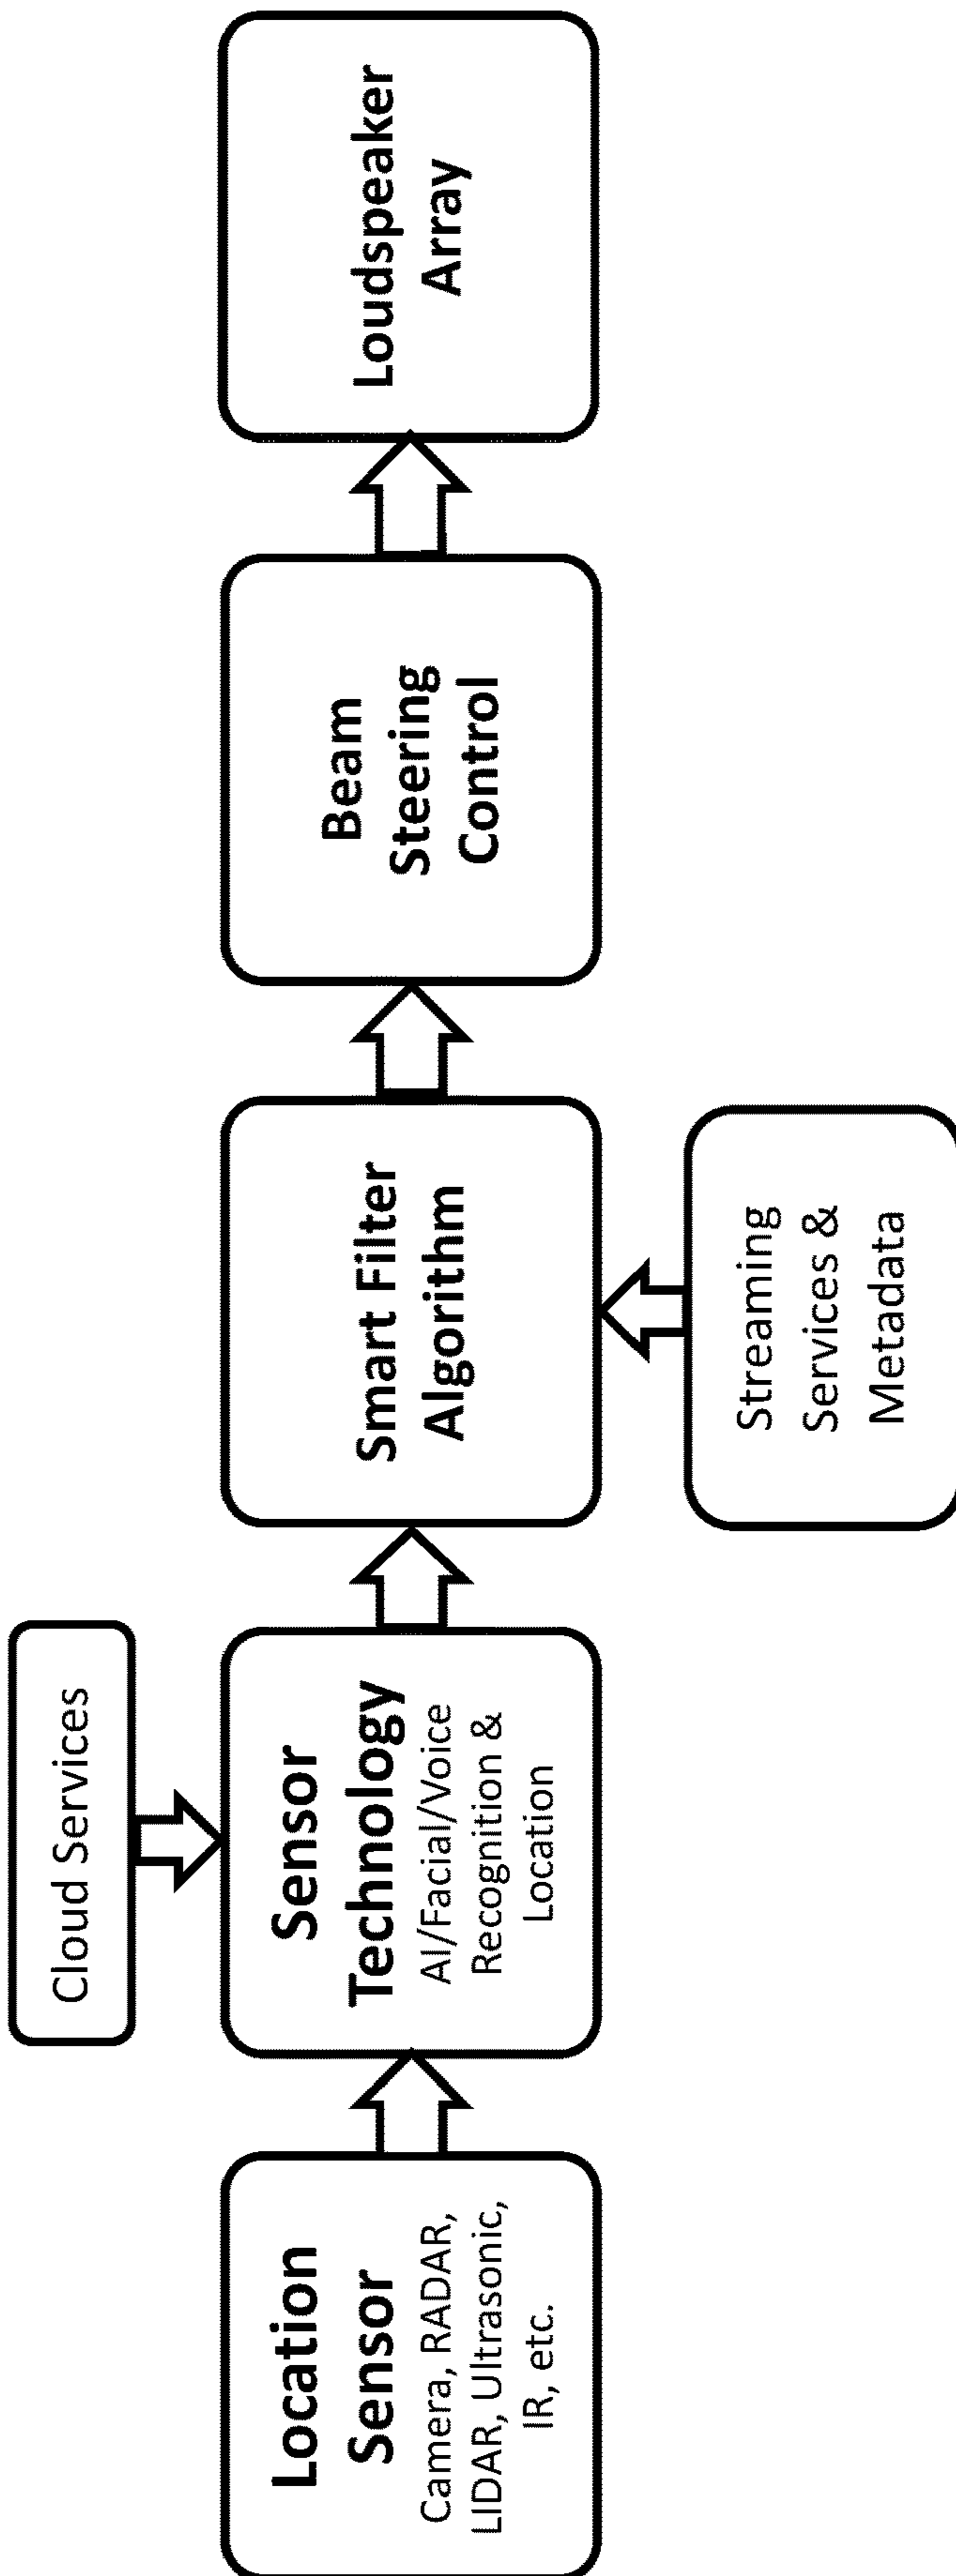 Cloud Services
Location
Sensor
Camera, RADAR,
LIDAR, Ultrasonic,
IR, etc.
Sensor
Technology
AI/Facial/Voice
Recognition &
Location
Smart Filter
Algorithm
Beam
Steering
Control
Loudspeaker
Array
Streaming
Services &
Metadata